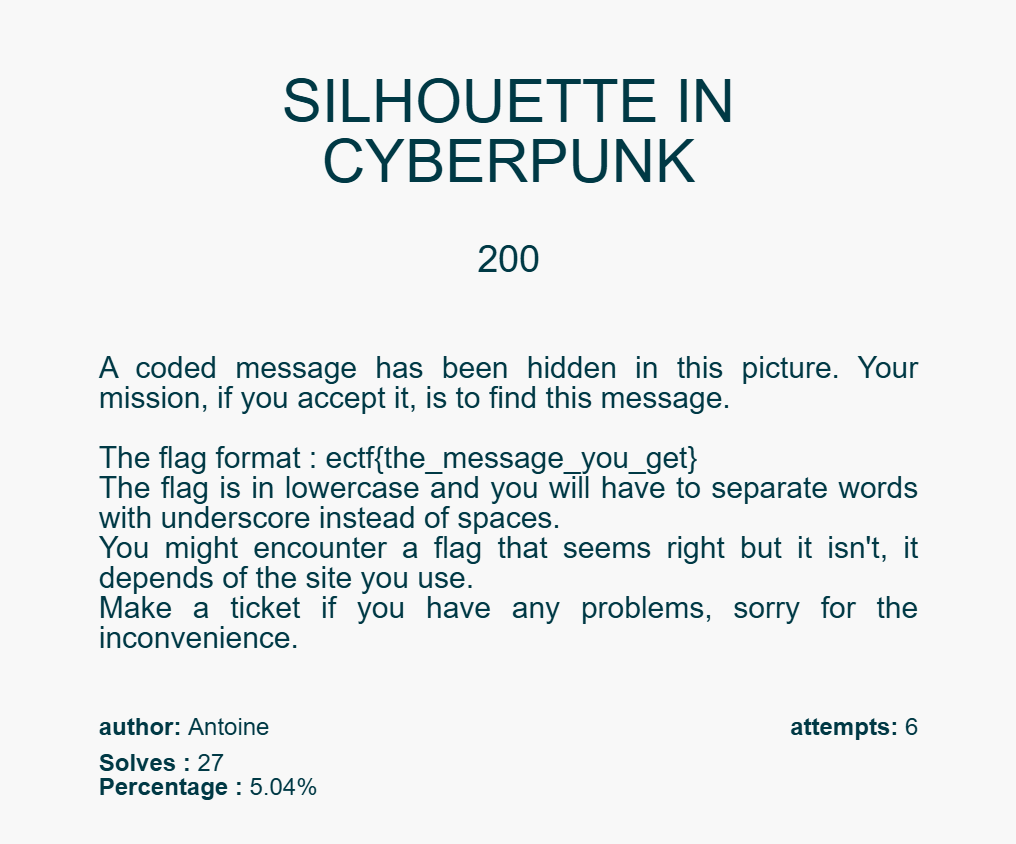 SILHOUETTE IN
CYBERPUNK
200
A coded message has been hidden in this picture. Your
mission, if you accept it, is to find this message.
The flag format : ectf{the_message_you_get}
The flag is in lowercase and you will have to separate words
with underscore instead of spaces.
You might encounter a flag that seems right but it isn't, it
depends of the site you use.
Make a ticket if you have any problems, sorry for the
inconvenience.
author: Antoine attempts: 6
Solves : 27
Percentage : 5.04%